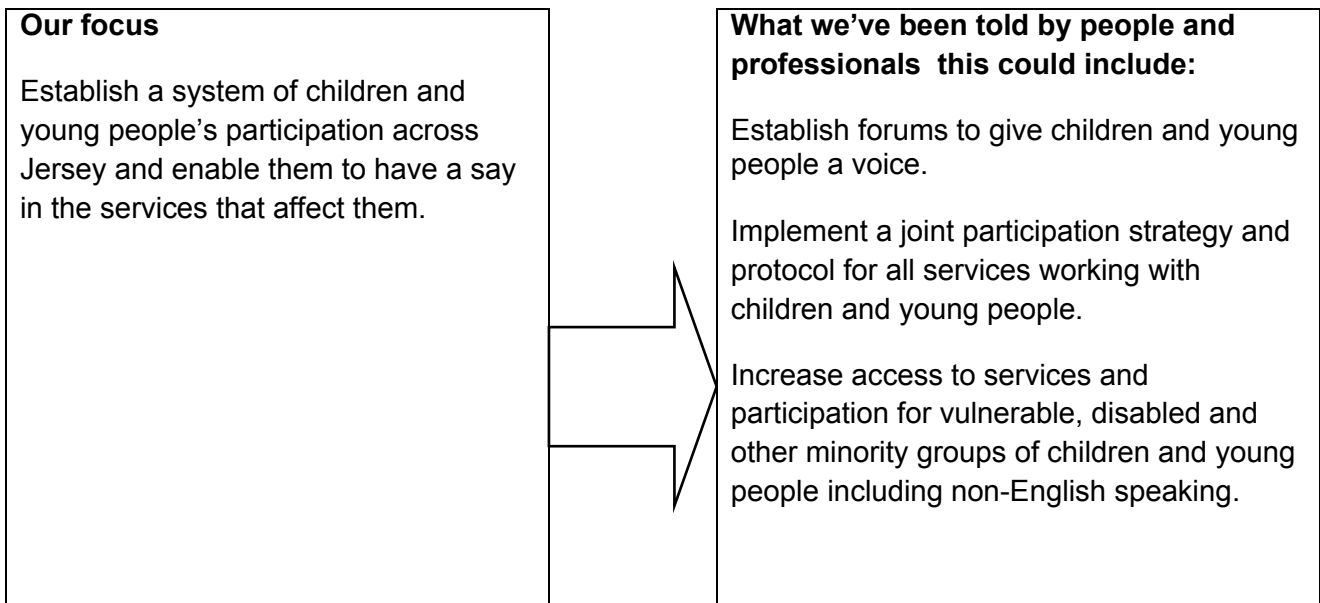 Our focus
Establish a system of children and
young people’s participation across
Jersey and enable them to have a say
in the services that affect them.
What we’ve been told by people and
professionals  this could include:
Establish forums to give children and young
people a voice.
Implement a joint participation strategy and
protocol for all services working with
children and young people.
Increase access to services and
participation for vulnerable, disabled and
other minority groups of children and young
people including non-English speaking.